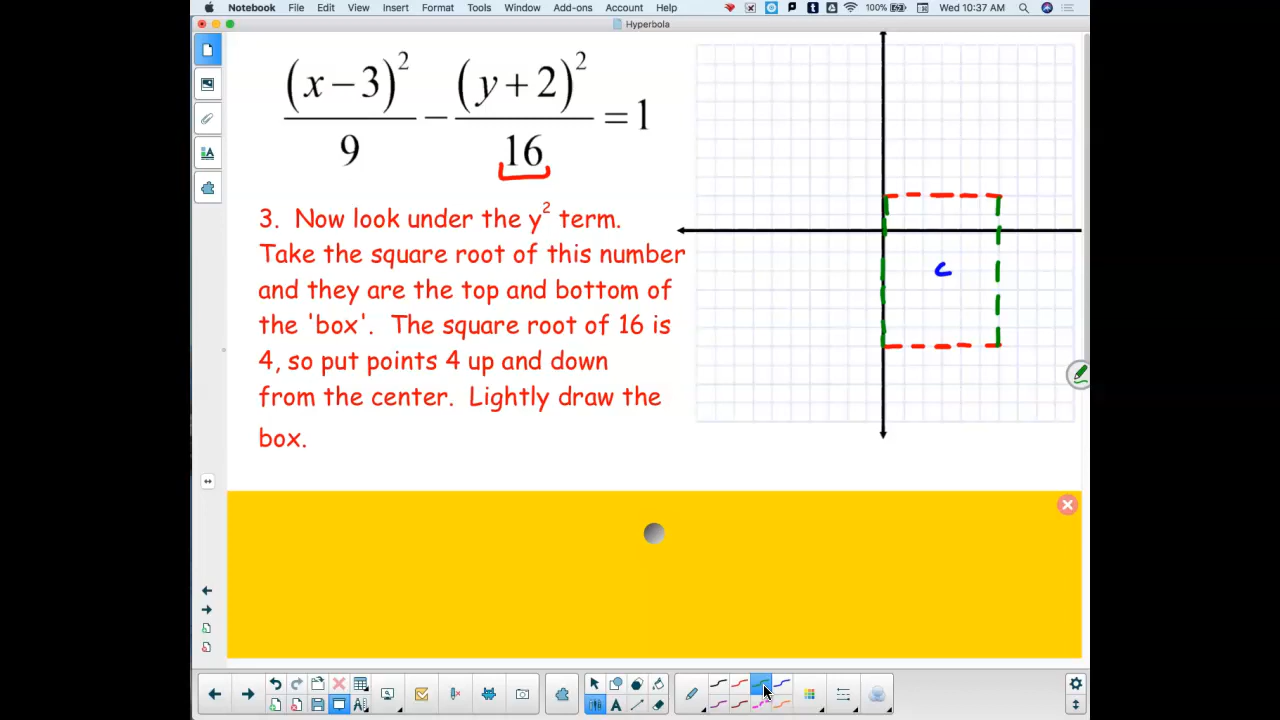 Notebook File Edit View Insert Format Tools Window Add-ons Account Help 100% Wed 10:37 AM
Hyperbola
(x−3)²/9 − (y+2)²/16 = 1
3. Now look under the y² term.
Take the square root of this number
and they are the top and bottom of
the 'box'. The square root of 16 is
4, so put points 4 up and down
from the center. Lightly draw the
box.
c